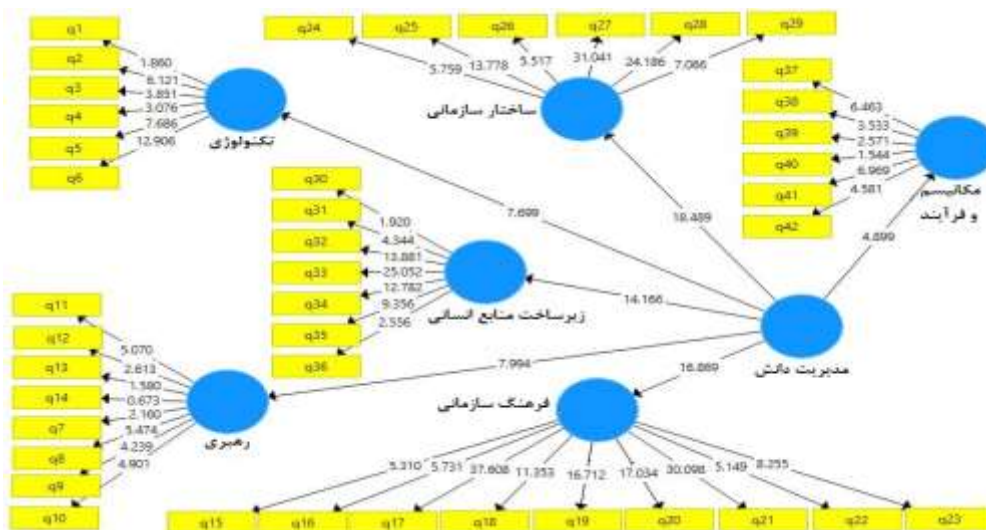 q1
q2
q3
q4
q5
q6
1.860
8.121
3.831
3.076
7.686
12.906
تکنولوژی
q24
q25
q26
q27
q28
q29
5.759
13.778
5.517
31.041
24.186
7.066
ساختار سازمانی
q37
q38
q39
q40
q41
q42
6.463
3.533
2.571
1.544
6.969
4.581
مکانیسم
و فرآیند
q30
q31
q32
q33
q34
q35
q36
1.920
4.344
13.881
25.052
12.782
9.356
2.556
زیرساخت منابع انسانی
7.699
18.489
4.899
14.166
7.994
16.869
مدیریت دانش
q11
q12
q13
q14
q7
q8
q9
q10
5.070
2.613
1.580
0.673
2.160
5.474
4.239
4.901
رهبری
فرهنگ سازمانی
5.310
5.731
37.608
11.353
16.712
17.034
30.098
5.149
8.255
q15
q16
q17
q18
q19
q20
q21
q22
q23